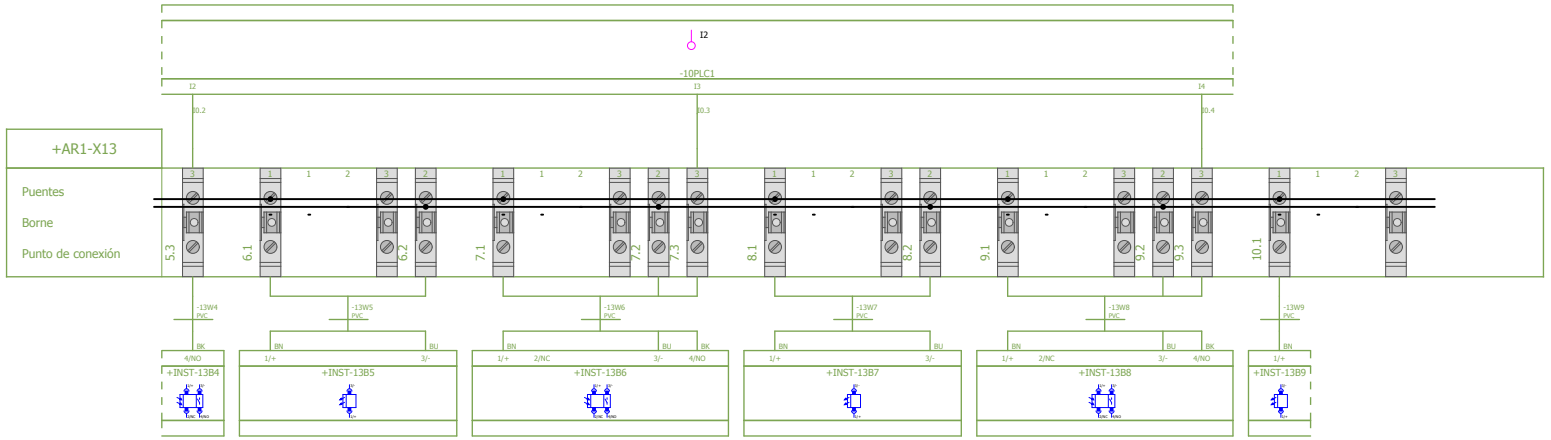 I2
-10PLC1
I2 I3 I4
I0.2 I0.3 I0.4
+AR1-X13
3 1 1 2 3 2 1 1 2 3 2 3 1 1 2 3 2 1 1 2 3 2 3 1 1 2 3
Puentes
Borne
Punto de conexión
5.3 6.1 6.2 7.1 7.2 7.3 8.1 8.2 9.1 9.2 9.3 10.1
-13W4 -13W5 -13W6 -13W7 -13W8 -13W9
PVC PVC PVC PVC PVC PVC
BK BN BU BN BU BK BN BU BN BU BK BN
4/NO 1/+ 3/- 1/+ 2/NC 3/- 4/NO 1/+ 3/- 1/+ 2/NC 3/- 4/NO 1/+
+INST-13B4 +INST-13B5 +INST-13B6 +INST-13B7 +INST-13B8 +INST-13B9